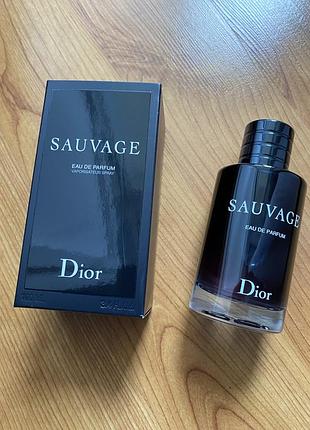 SAUVAGE
EAU DE PARFUM
VAPORISATEUR SPRAY
Dior
SAUVAGE
EAU DE PARFUM
Dior